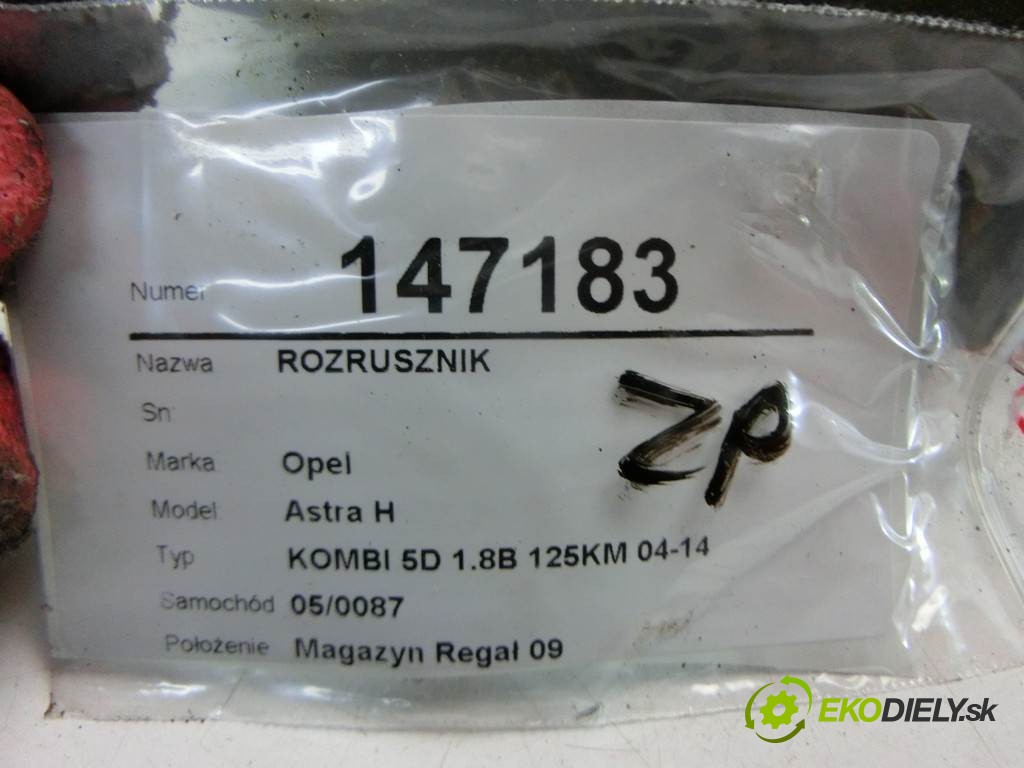 Numer 147183
Nazwa ROZRUSZNIK
Sn
Marka Opel
Model Astra H
Typ KOMBI 5D 1.8B 125KM 04-14
Samochód 05/0087
Położenie Magazyn Regał 09
ZP
EKODIELY.sk